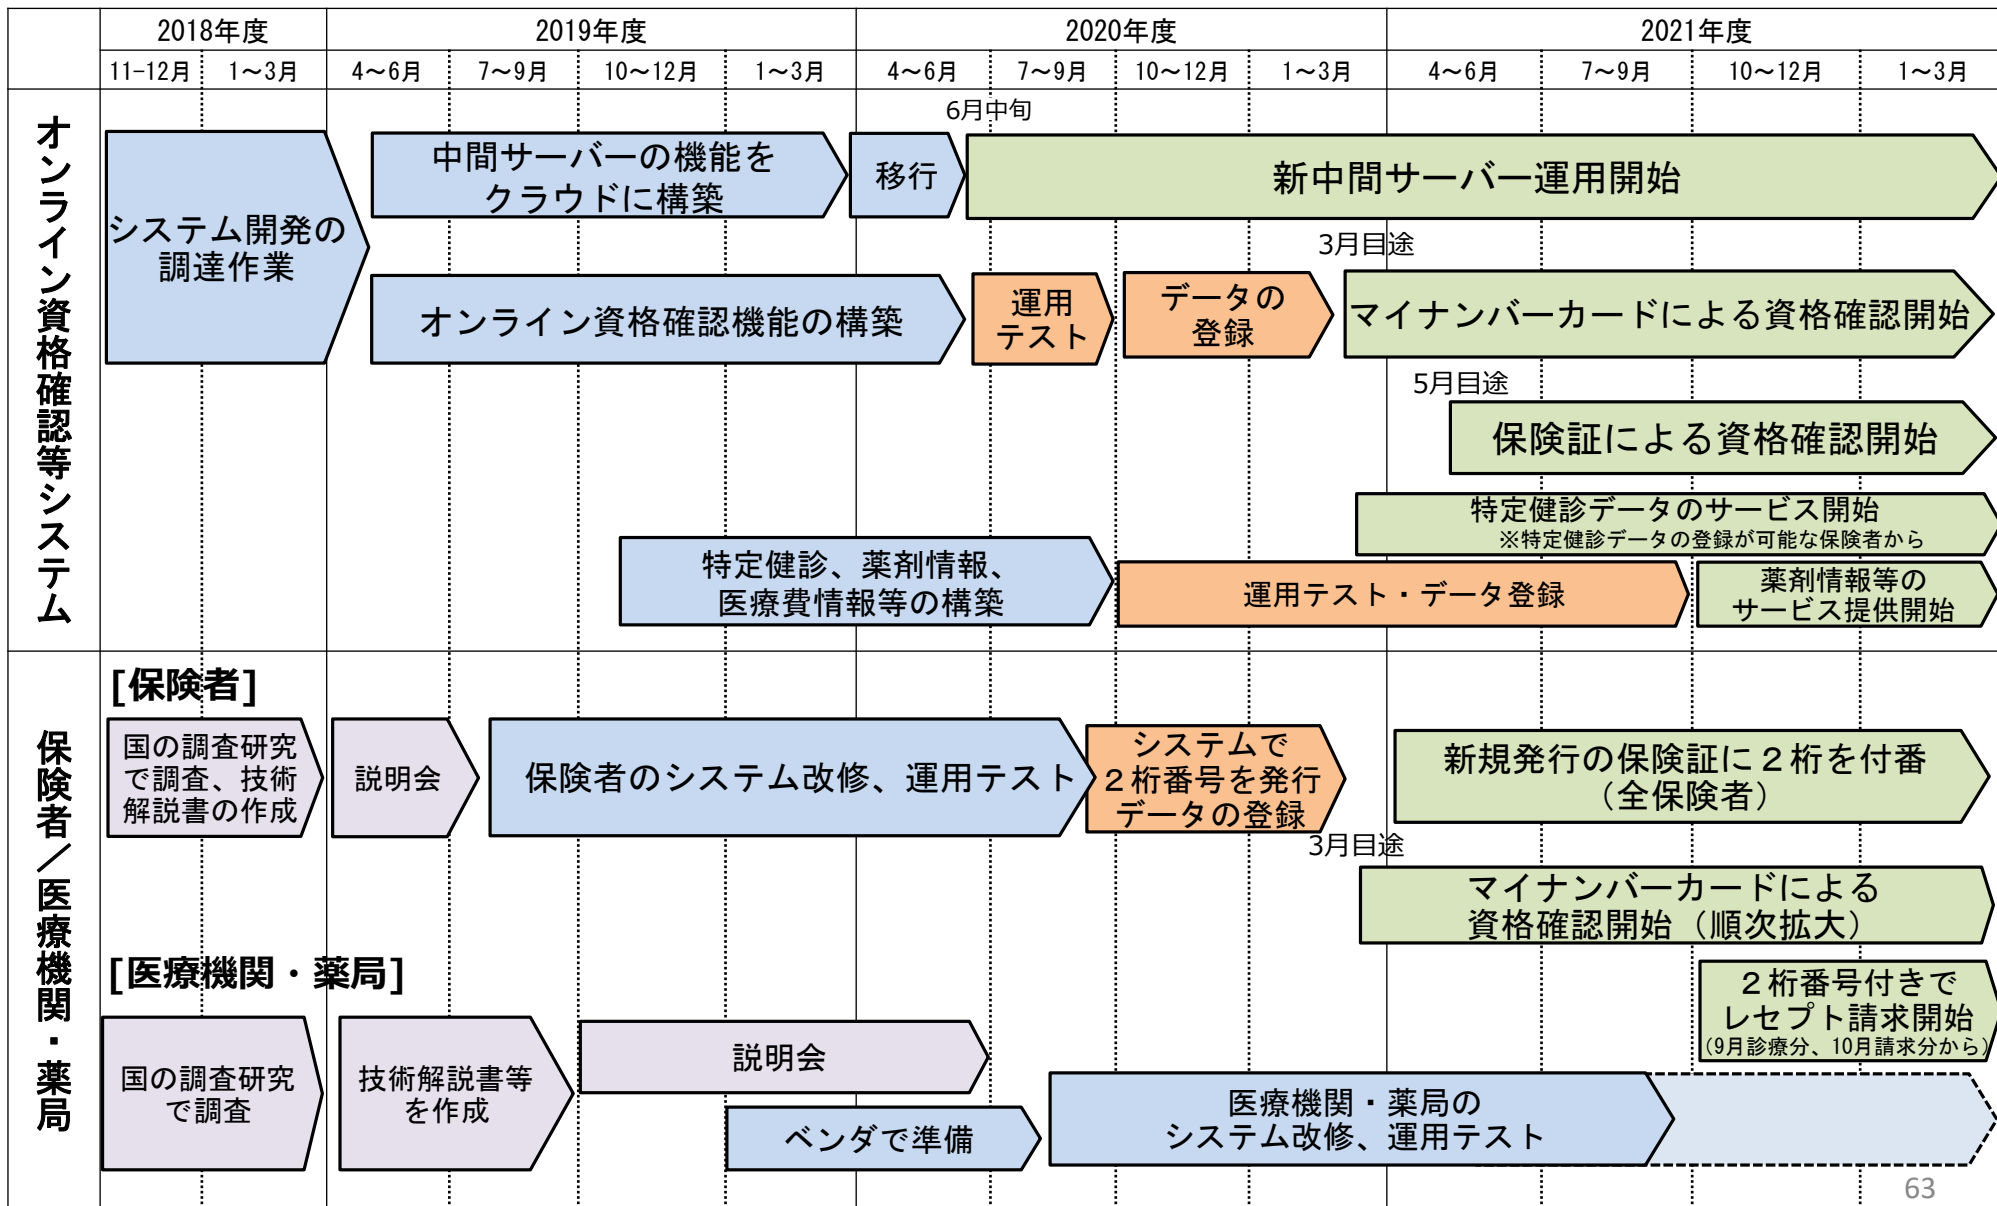 2018年度
2019年度
2020年度
2021年度
11-12月
1～3月
4～6月
7～9月
10～12月
1～3月
4～6月
7～9月
10～12月
1～3月
4～6月
7～9月
10～12月
1～3月
オンライン資格確認等システム
システム開発の
調達作業
中間サーバーの機能を
クラウドに構築
移行
6月中旬
新中間サーバー運用開始
オンライン資格確認機能の構築
運用
テスト
データの
登録
3月目途
マイナンバーカードによる資格確認開始
5月目途
保険証による資格確認開始
特定健診データのサービス開始
※特定健診データの登録が可能な保険者から
特定健診、薬剤情報、
医療費情報等の構築
運用テスト・データ登録
薬剤情報等の
サービス提供開始
保険者／医療機関・薬局
[保険者]
国の調査研究
で調査、技術
解説書の作成
説明会
保険者のシステム改修、運用テスト
システムで
２桁番号を発行
データの登録
新規発行の保険証に２桁を付番
（全保険者）
3月目途
マイナンバーカードによる
資格確認開始（順次拡大）
[医療機関・薬局]
２桁番号付きで
レセプト請求開始
（9月診療分、10月請求分から）
国の調査研究
で調査
技術解説書等
を作成
説明会
ベンダで準備
医療機関・薬局の
システム改修、運用テスト
63